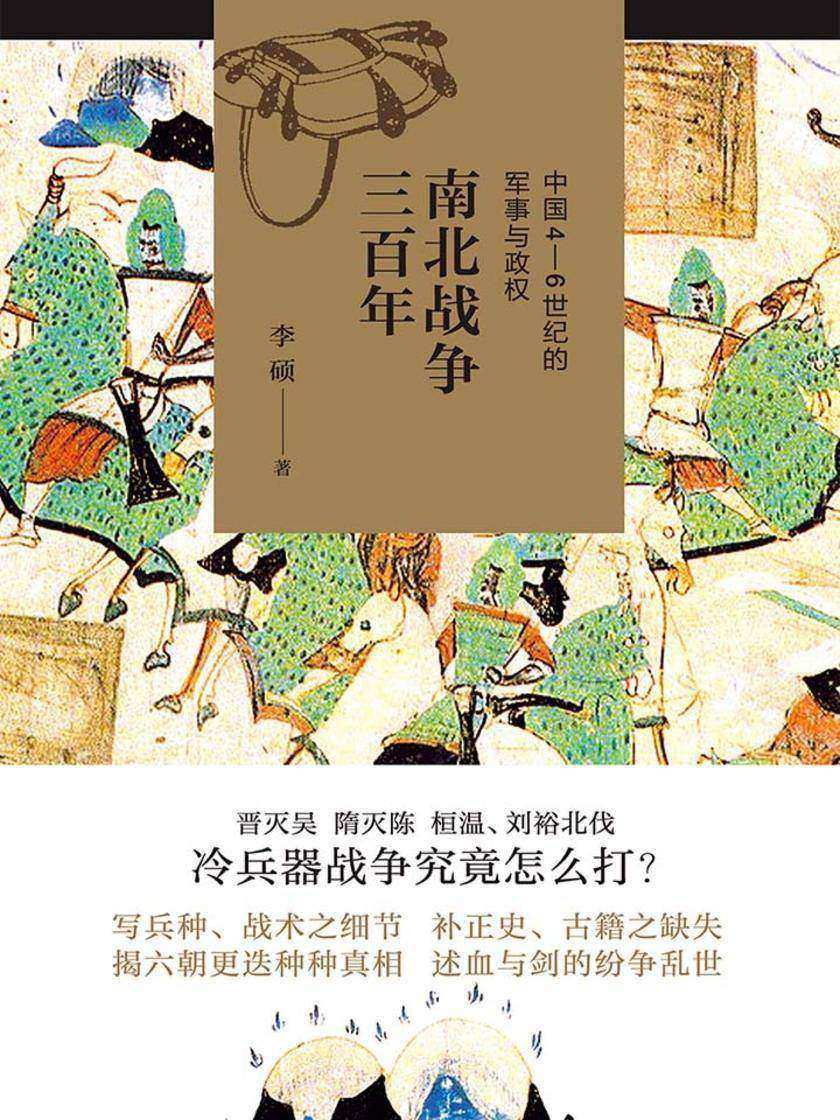 中国4—6世纪的
军事与政权
南北战争
三百年
李硕——著
晋灭吴 隋灭陈 桓温、刘裕北伐
冷兵器战争究竟怎么打？
写兵种、战术之细节 补正史、古籍之缺失
揭六朝更迭种种真相 述血与剑的纷争乱世